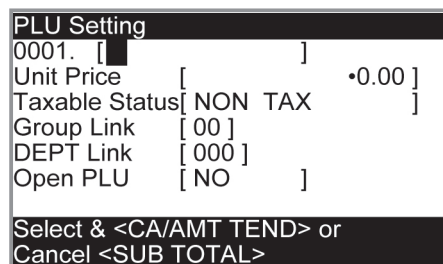 PLU Setting
0001. [ ]
Unit Price [ •0.00 ]
Taxable Status[ NON TAX ]
Group Link [ 00 ]
DEPT Link [ 000 ]
Open PLU [ NO ]
Select & <CA/AMT TEND> or
Cancel <SUB TOTAL>